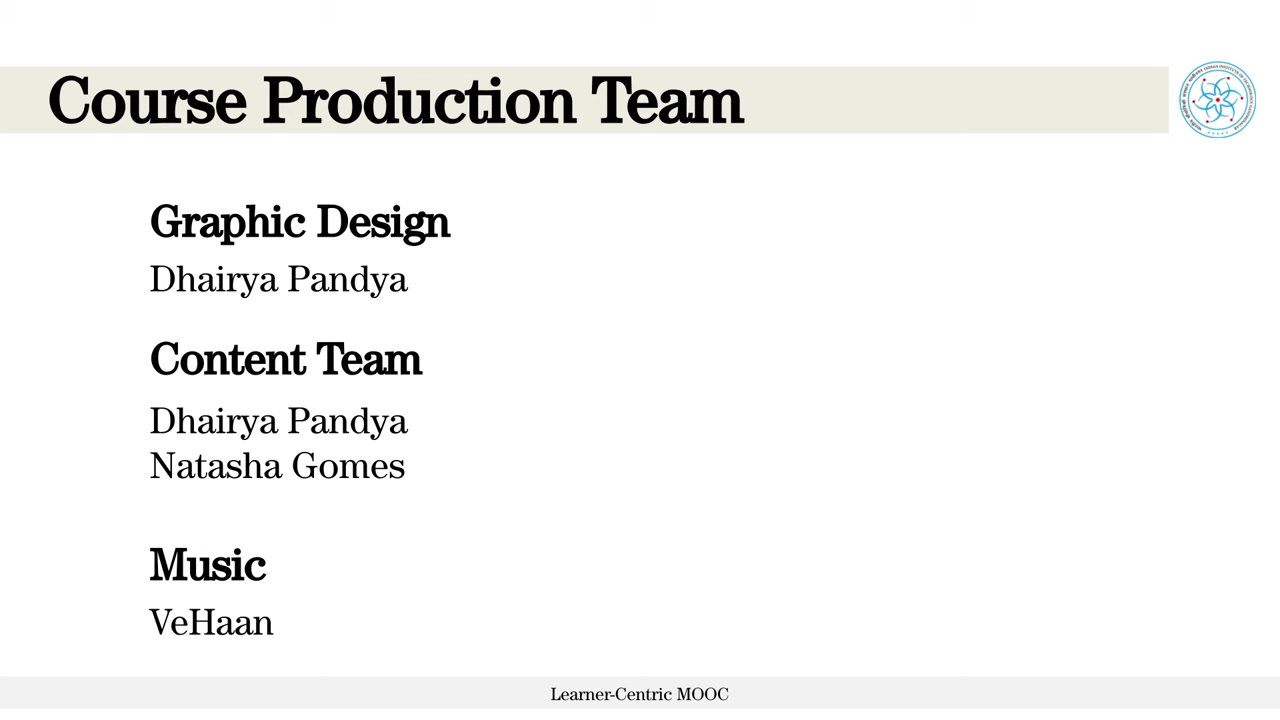 Course Production Team
Graphic Design
Dhairya Pandya
Content Team
Dhairya Pandya
Natasha Gomes
Music
VeHaan
Learner-Centric MOOC